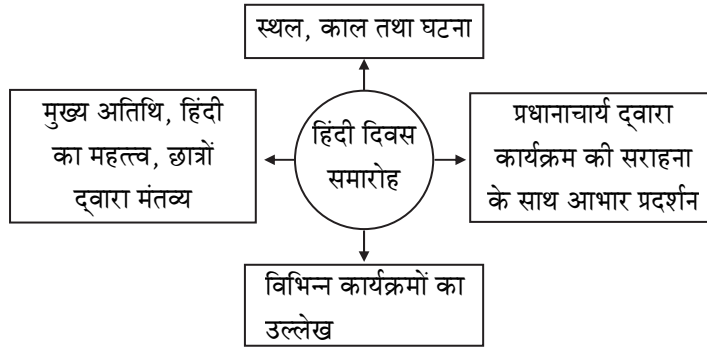 स्थल, काल तथा घटना
मुख्य अतिथि, हिंदी
का महत्त्व, छात्रों
द्‌वारा मंतव्य
हिंदी दिवस
समारोह
प्रधानाचार्य द्‌वारा
कार्यक्रम की सराहना
के साथ आभार प्रदर्शन
विभिन्न कार्यक्रमों का
उल्लेख